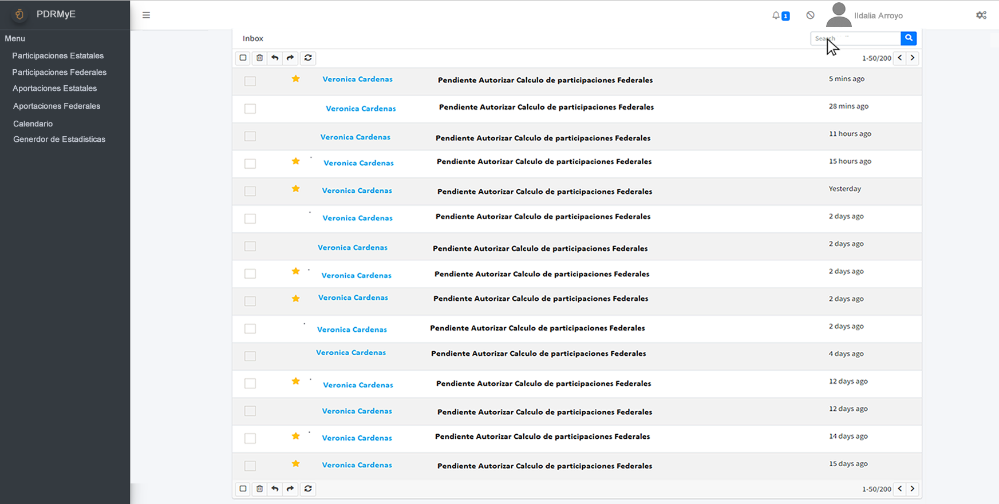 PDRMyE
1
Ildalia Arroyo
Menu
Participaciones Estatales
Participaciones Federales
Aportaciones Estatales
Aportaciones Federales
Calendario
Generdor de Estadisticas
Inbox
Search
1-50/200
Veronica Cardenas Pendiente Autorizar Calculo de participaciones Federales 5 mins ago
Veronica Cardenas Pendiente Autorizar Calculo de participaciones Federales 28 mins ago
Veronica Cardenas Pendiente Autorizar Calculo de participaciones Federales 11 hours ago
Veronica Cardenas Pendiente Autorizar Calculo de participaciones Federales 15 hours ago
Veronica Cardenas Pendiente Autorizar Calculo de participaciones Federales Yesterday
Veronica Cardenas Pendiente Autorizar Calculo de participaciones Federales 2 days ago
Veronica Cardenas Pendiente Autorizar Calculo de participaciones Federales 2 days ago
Veronica Cardenas Pendiente Autorizar Calculo de participaciones Federales 2 days ago
Veronica Cardenas Pendiente Autorizar Calculo de participaciones Federales 2 days ago
Veronica Cardenas Pendiente Autorizar Calculo de participaciones Federales 2 days ago
Veronica Cardenas Pendiente Autorizar Calculo de participaciones Federales 4 days ago
Veronica Cardenas Pendiente Autorizar Calculo de participaciones Federales 12 days ago
Veronica Cardenas Pendiente Autorizar Calculo de participaciones Federales 12 days ago
Veronica Cardenas Pendiente Autorizar Calculo de participaciones Federales 14 days ago
Veronica Cardenas Pendiente Autorizar Calculo de participaciones Federales 15 days ago
1-50/200